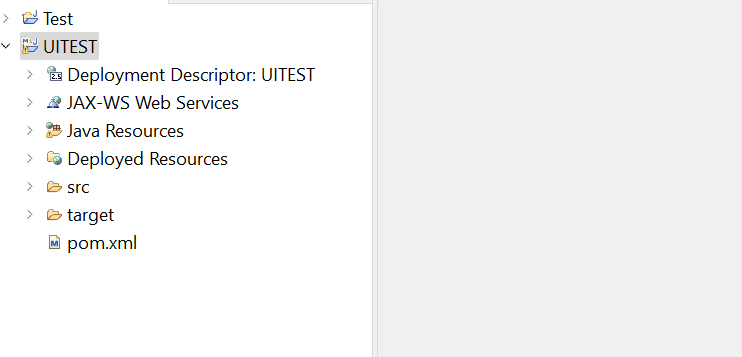 Test
UITEST
Deployment Descriptor: UITEST
JAX-WS Web Services
Java Resources
Deployed Resources
src
target
pom.xml